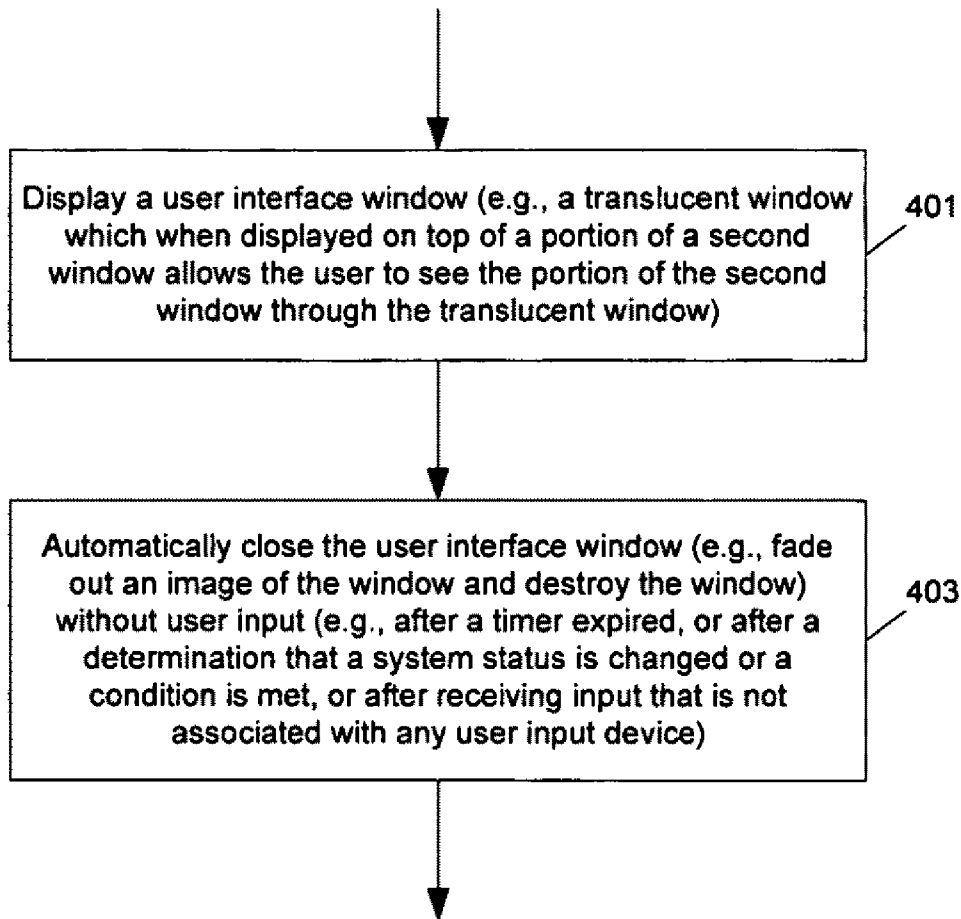 Display a user interface window (e.g., a translucent window
which when displayed on top of a portion of a second
window allows the user to see the portion of the second
window through the translucent window)
401
Automatically close the user interface window (e.g., fade
out an image of the window and destroy the window)
without user input (e.g., after a timer expired, or after a
determination that a system status is changed or a
condition is met, or after receiving input that is not
associated with any user input device)
403